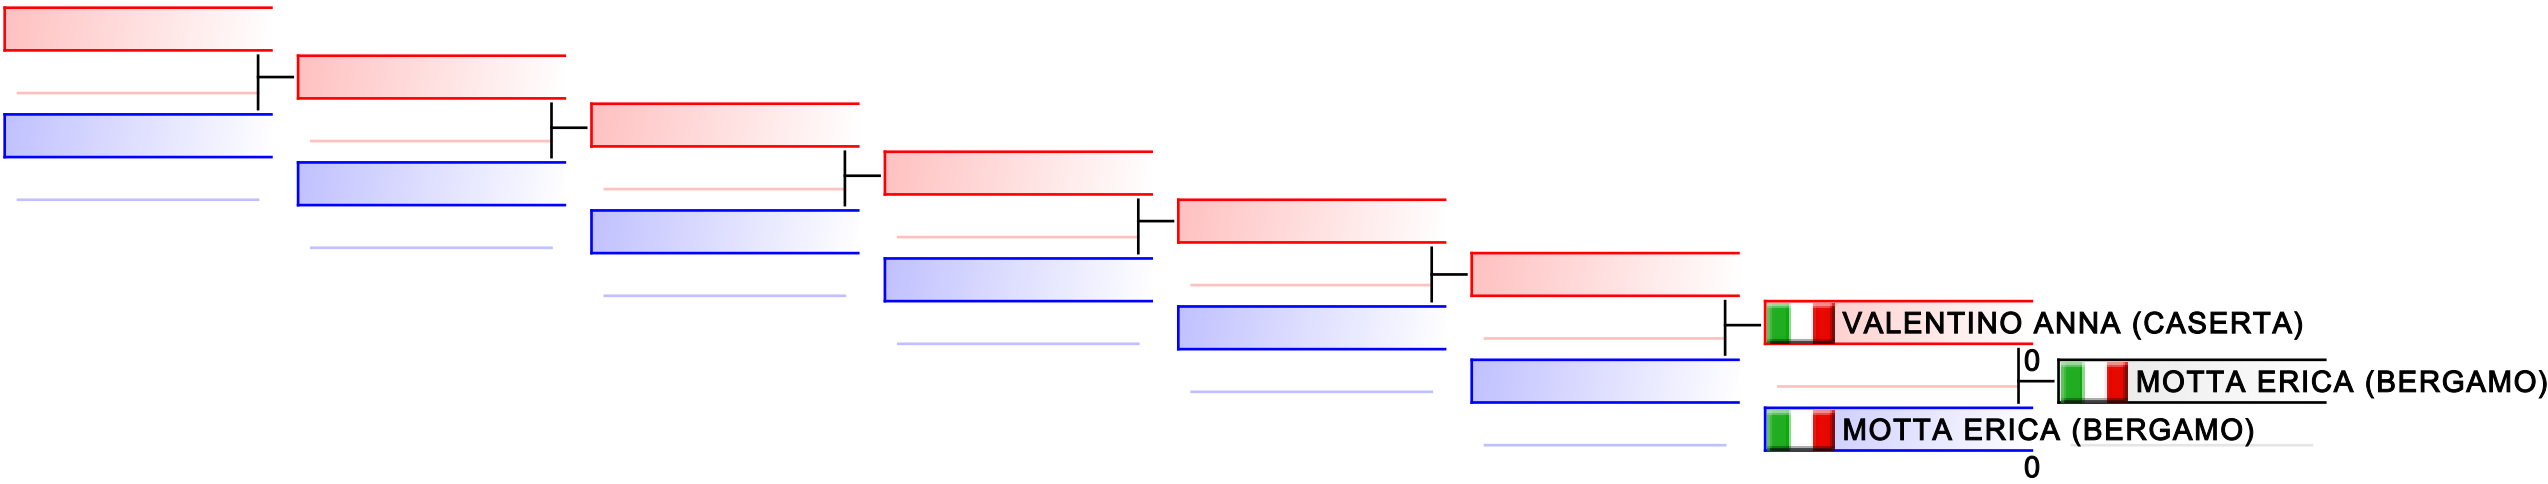 VALENTINO ANNA (CASERTA)
0
MOTTA ERICA (BERGAMO)
MOTTA ERICA (BERGAMO)
0